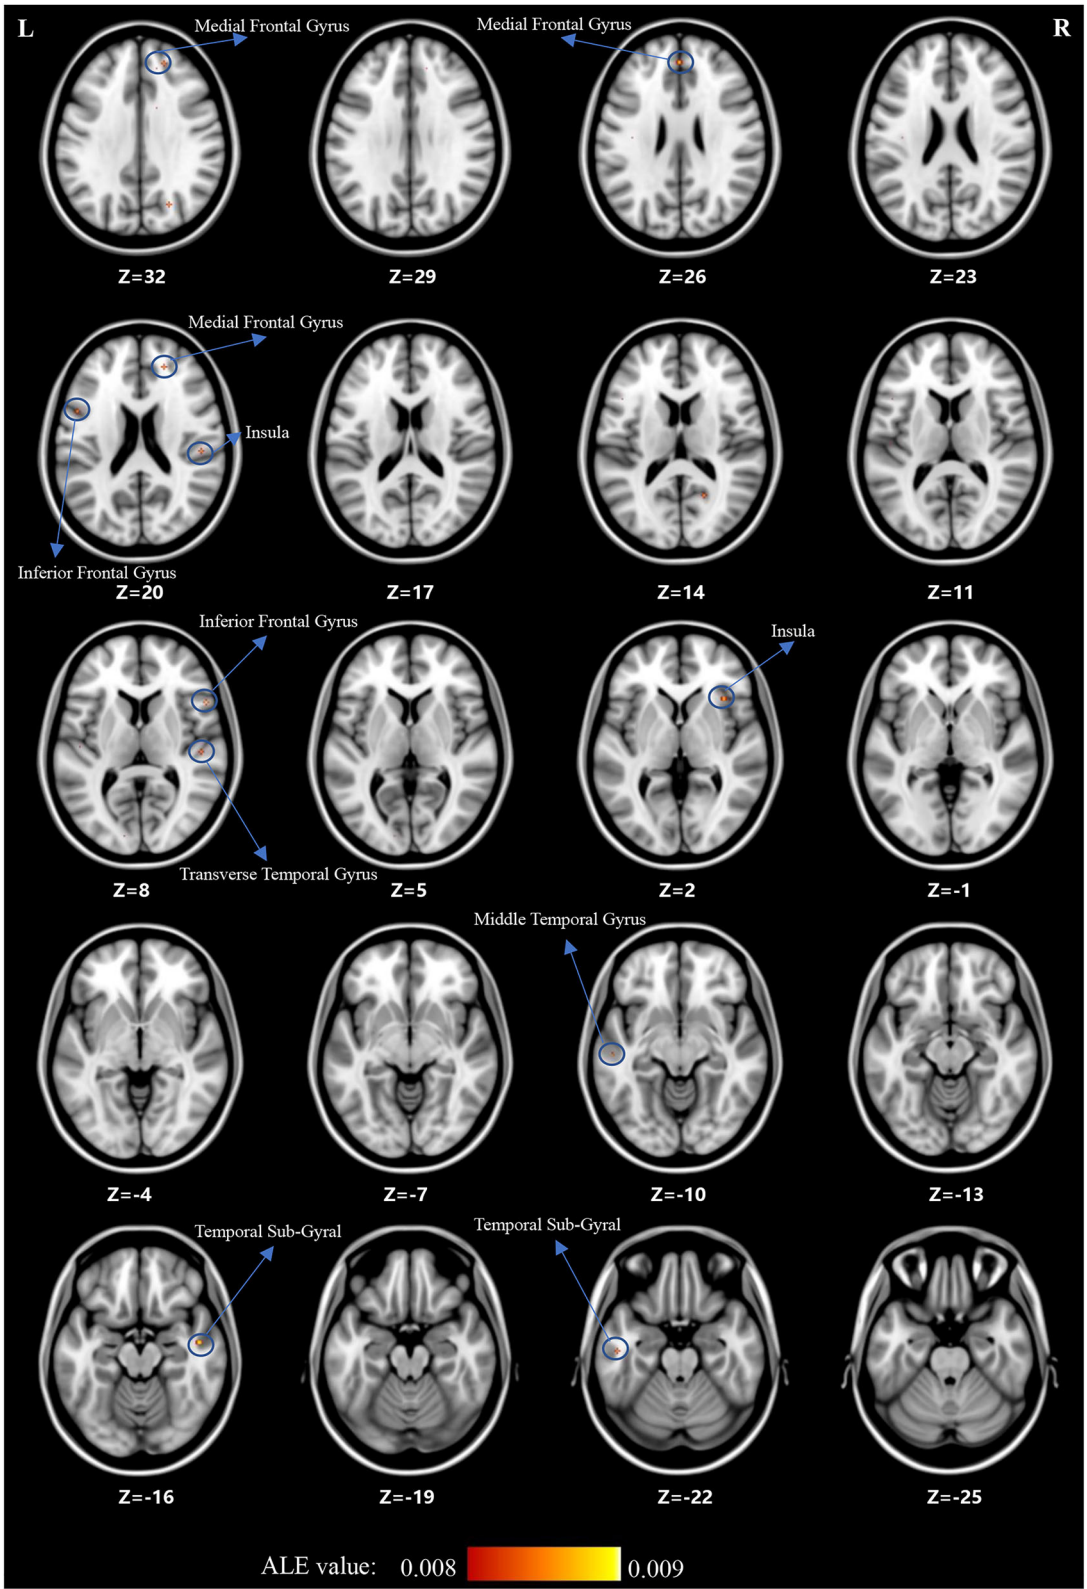 L
Medial Frontal Gyrus
Medial Frontal Gyrus
R
Z=32
Z=29
Z=26
Z=23
Medial Frontal Gyrus
Insula
Inferior Frontal Gyrus
Z=20
Z=17
Z=14
Z=11
Inferior Frontal Gyrus
Insula
Transverse Temporal Gyrus
Z=8
Z=5
Z=2
Z=-1
Middle Temporal Gyrus
Z=-4
Z=-7
Z=-10
Z=-13
Temporal Sub-Gyral
Temporal Sub-Gyral
Z=-16
Z=-19
Z=-22
Z=-25
ALE value: 0.008 0.009